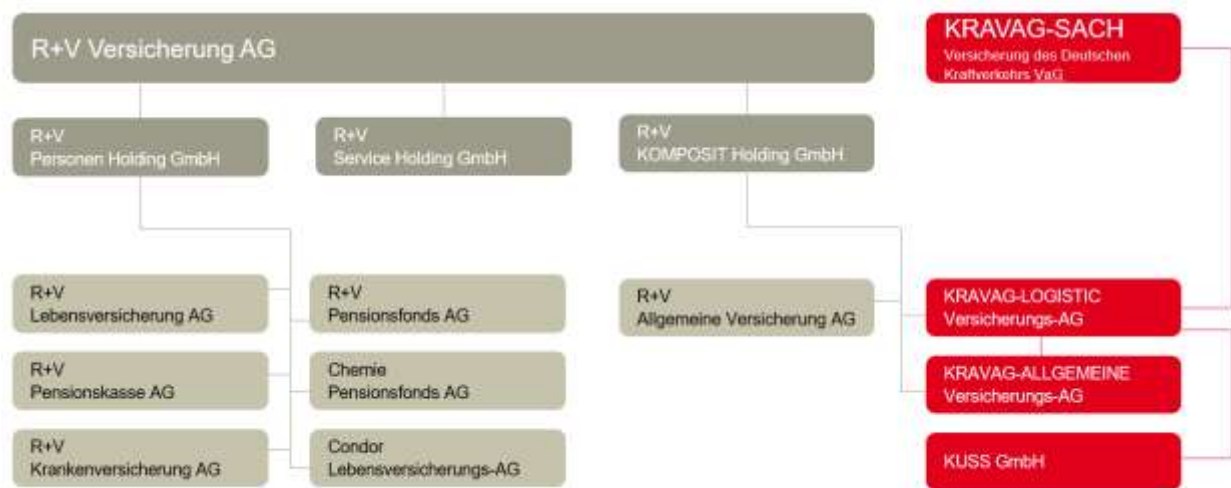 R+V Versicherung AG
KRAVAG-SACH
Versicherung des Deutschen
Kraftverkehrs VaG
R+V
Personen Holding GmbH
R+V
Service Holding GmbH
R+V
KOMPOSIT Holding GmbH
R+V
Lebensversicherung AG
R+V
Pensionsfonds AG
R+V
Allgemeine Versicherung AG
KRAVAG-LOGISTIC
Versicherungs-AG
R+V
Pensionskasse AG
Chemie
Pensionsfonds AG
KRAVAG-ALLGEMEINE
Versicherungs-AG
R+V
Krankenversicherung AG
Condor
Lebensversicherungs-AG
KUSS GmbH